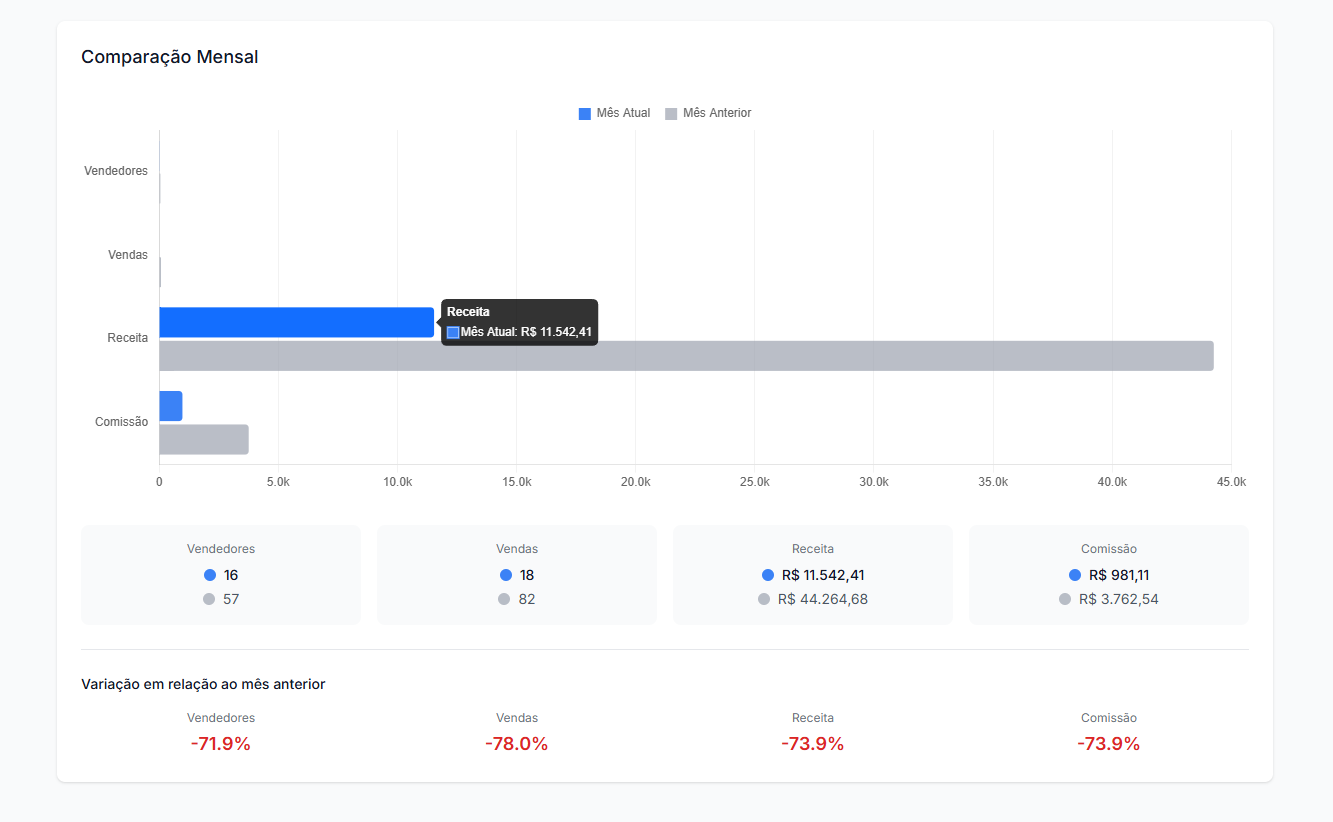 Comparação Mensal
Mês Atual Mês Anterior
Vendedores
Vendas
Receita
Mês Atual: R$ 11.542,41
Receita
Comissão
0 5.0k 10.0k 15.0k 20.0k 25.0k 30.0k 35.0k 40.0k 45.0k
Vendedores
16
57
Vendas
18
82
Receita
R$ 11.542,41
R$ 44.264,68
Comissão
R$ 981,11
R$ 3.762,54
Variação em relação ao mês anterior
Vendedores
-71.9%
Vendas
-78.0%
Receita
-73.9%
Comissão
-73.9%